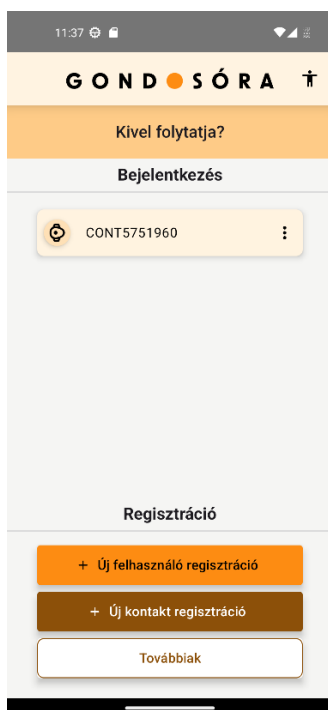 11:37
GONDOSÓRA
Kivel folytatja?
Bejelentkezés
CONT5751960
Regisztráció
+ Új felhasználó regisztráció
+ Új kontakt regisztráció
Továbbiak